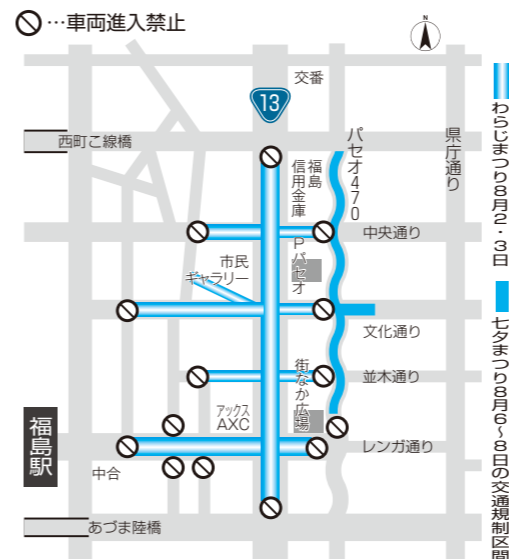 …車両進入禁止
N
交番
13
西町こ線橋
パセオ470
県庁通り
福島
信用金庫
中央通り
Pパセオ
市民
ギャラリー
文化通り
街なか広場
並木通り
アックス
AXC
福島駅
中合
レンガ通り
あづま陸橋
わらじまつり8月2・3日
七夕まつり8月6〜8日の交通規制区間